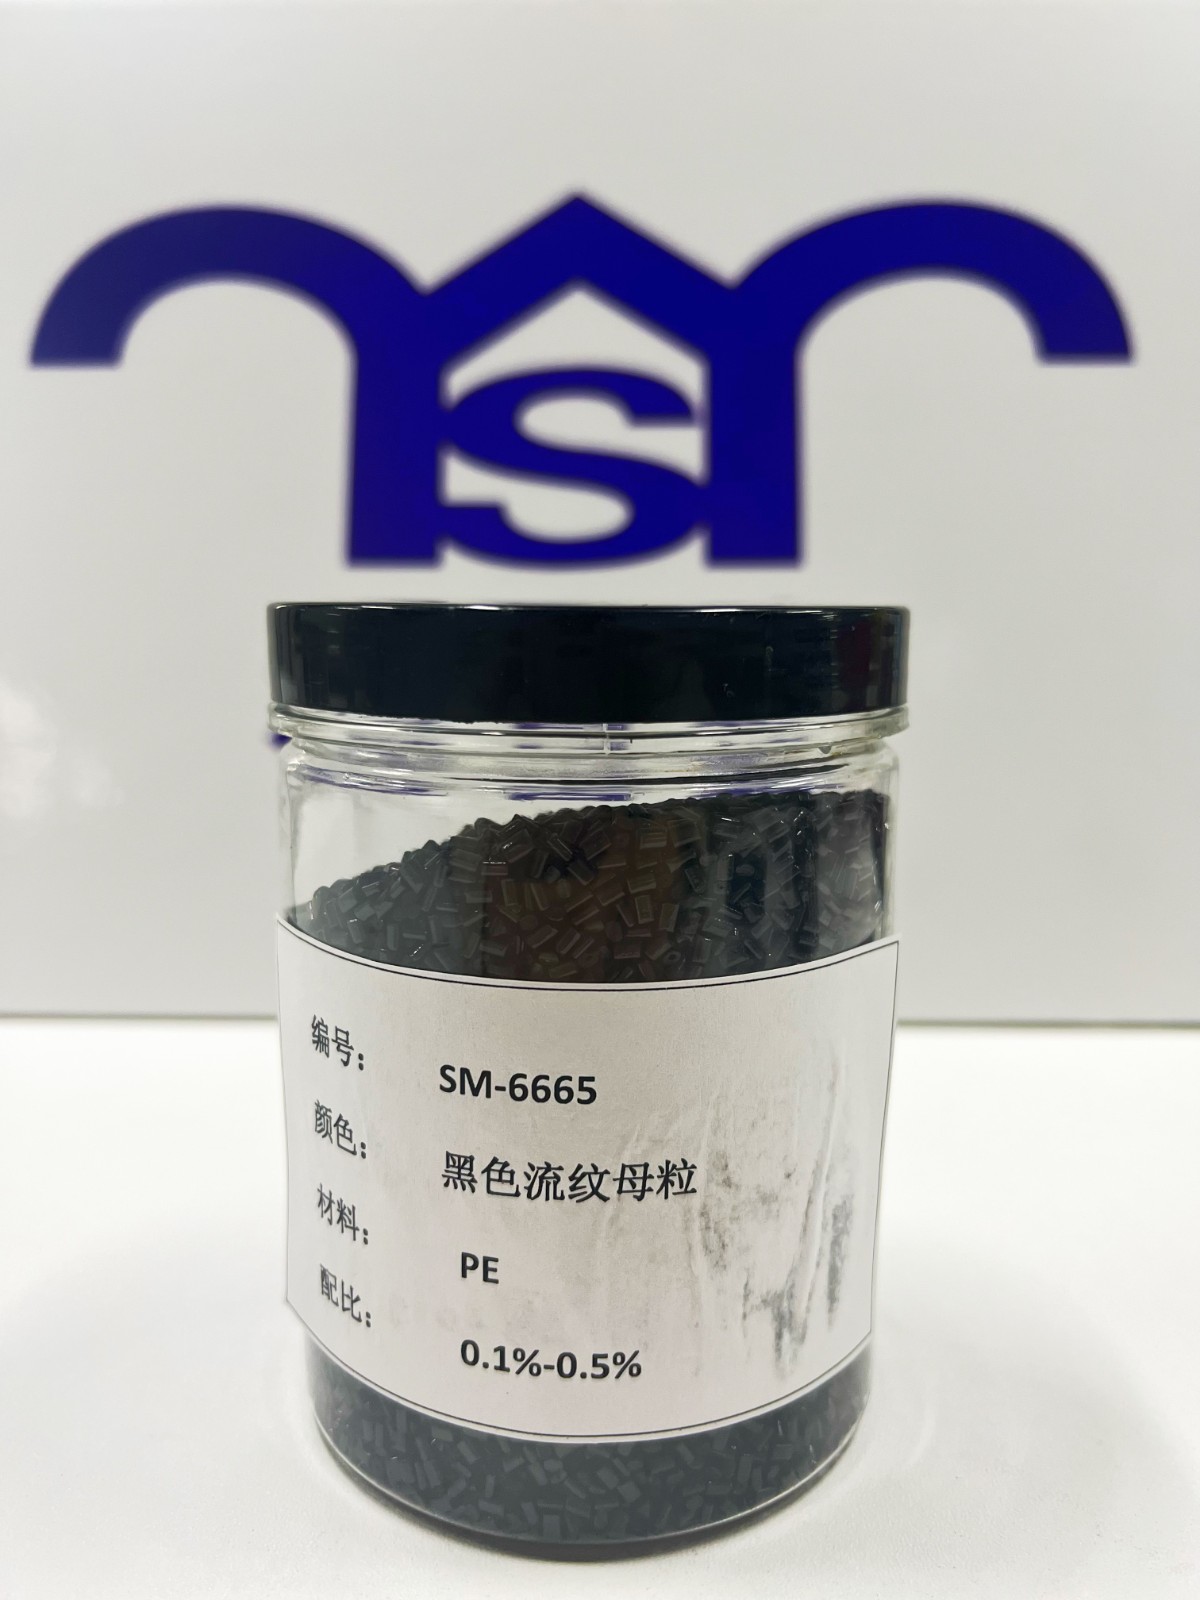 S
编号： SM-6665
颜色： 黑色流纹母粒
材料： PE
配比： 0.1%-0.5%